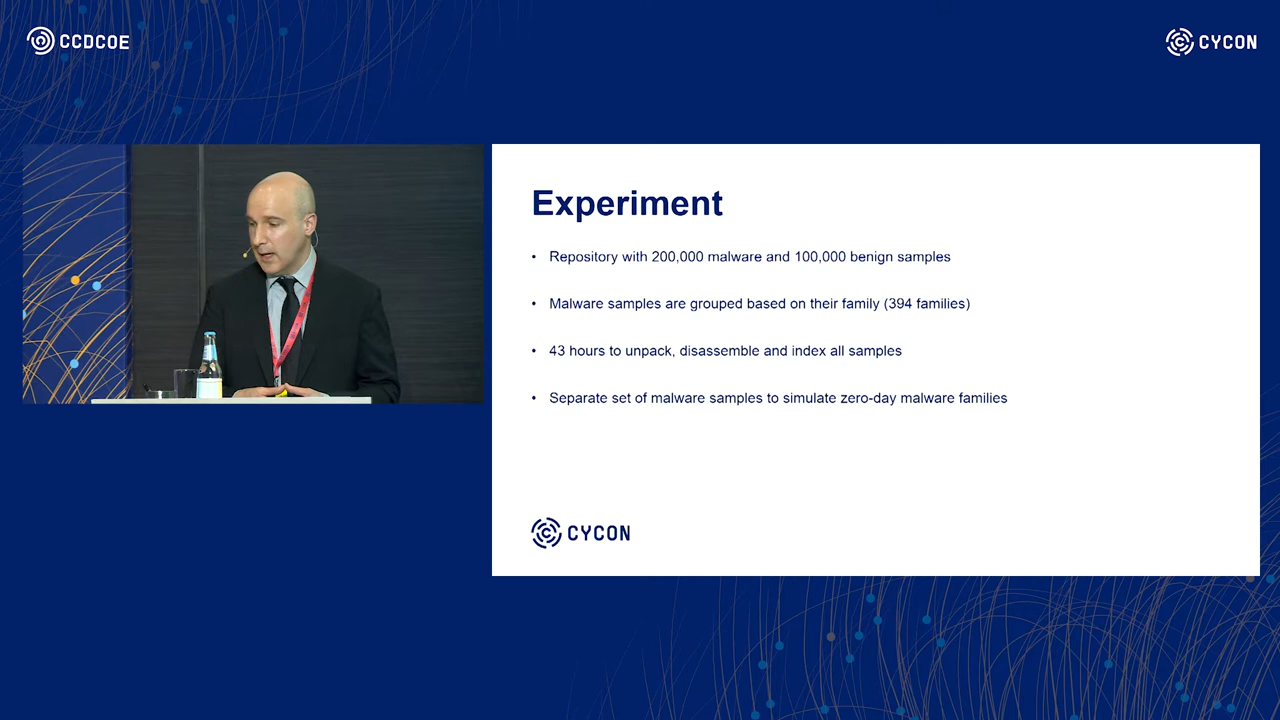 CCDCOE
CYCON
Experiment
• Repository with 200,000 malware and 100,000 benign samples
• Malware samples are grouped based on their family (394 families)
• 43 hours to unpack, disassemble and index all samples
• Separate set of malware samples to simulate zero-day malware families
CYCON